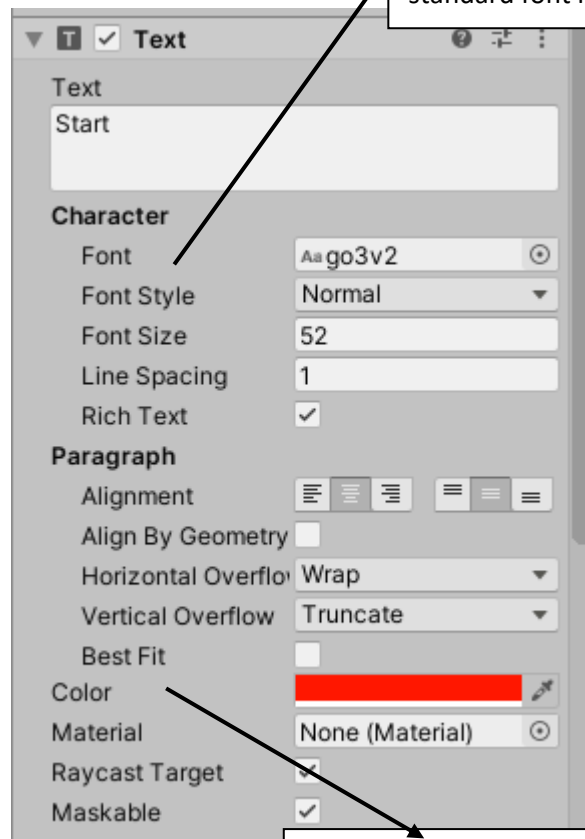 standard font
Text
Text
Start
Character
Font Aa go3v2
Font Style Normal
Font Size 52
Line Spacing 1
Rich Text
Paragraph
Alignment
Align By Geometry
Horizontal Overflo Wrap
Vertical Overflow Truncate
Best Fit
Color
Material None (Material)
Raycast Target
Maskable